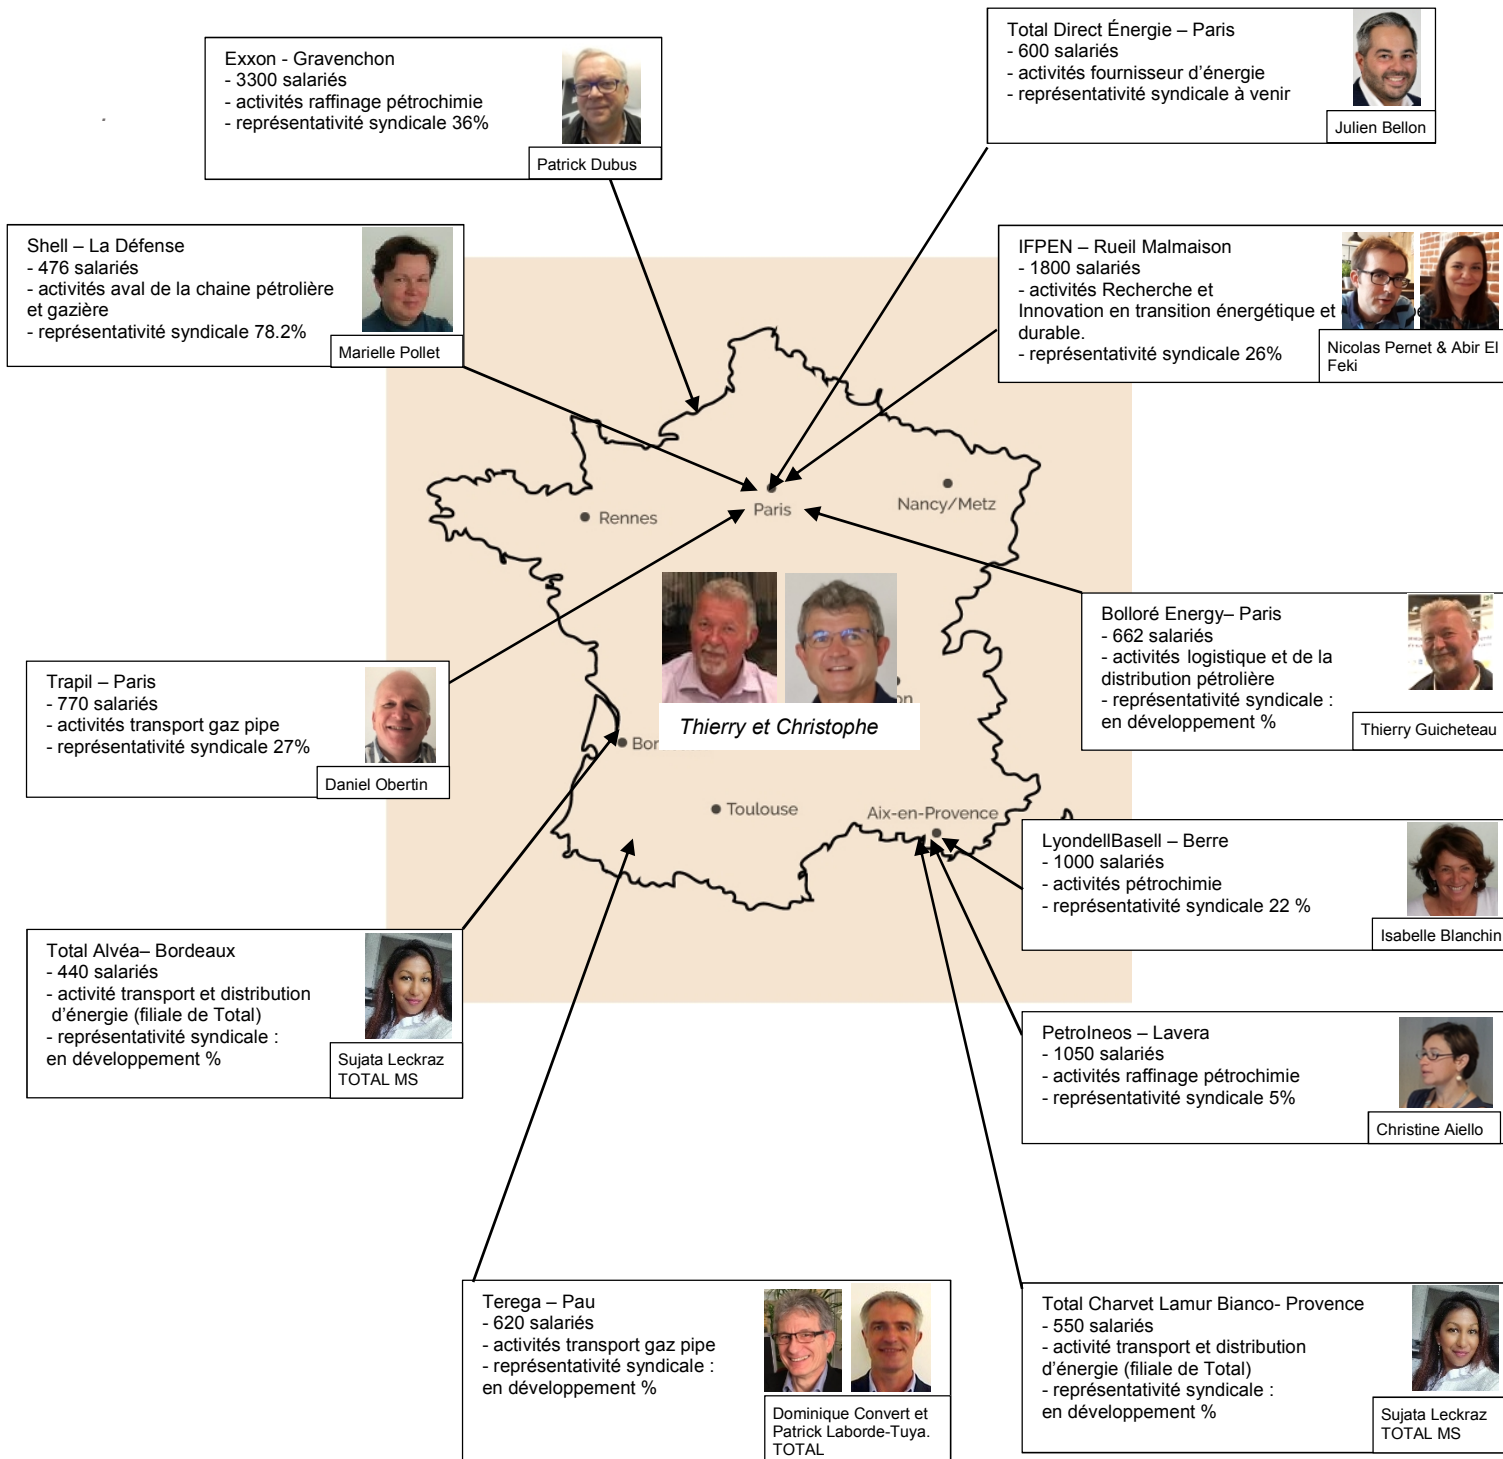 Exxon - Gravenchon
- 3300 salariés
- activités raffinage pétrochimie
- représentativité syndicale 36%
Patrick Dubus
Total Direct Énergie – Paris
- 600 salariés
- activités fournisseur d’énergie
- représentativité syndicale à venir
Julien Bellon
Shell – La Défense
- 476 salariés
- activités aval de la chaine pétrolière
et gazière
- représentativité syndicale 78.2%
Marielle Pollet
IFPEN – Rueil Malmaison
- 1800 salariés
- activités Recherche et
Innovation en transition énergétique et
durable.
- représentativité syndicale 26%
Nicolas Pernet & Abir El
Feki
Paris
Nancy/Metz
Rennes
Thierry et Christophe
Toulouse
Aix-en-Provence
Bolloré Energy– Paris
- 662 salariés
- activités logistique et de la
distribution pétrolière
- représentativité syndicale :
en développement %
Thierry Guicheteau
Trapil – Paris
- 770 salariés
- activités transport gaz pipe
- représentativité syndicale 27%
Daniel Obertin
LyondellBasell – Berre
- 1000 salariés
- activités pétrochimie
- représentativité syndicale 22 %
Isabelle Blanchin
Total Alvéa– Bordeaux
- 440 salariés
- activité transport et distribution
d’énergie (filiale de Total)
- représentativité syndicale :
en développement %
Sujata Leckraz
TOTAL MS
PetroIneos – Lavera
- 1050 salariés
- activités raffinage pétrochimie
- représentativité syndicale 5%
Christine Aiello
Terega – Pau
- 620 salariés
- activités transport gaz pipe
- représentativité syndicale :
en développement %
Dominique Convert et
Patrick Laborde-Tuya.
TOTAL
Total Charvet Lamur Bianco- Provence
- 550 salariés
- activité transport et distribution
d’énergie (filiale de Total)
- représentativité syndicale :
en développement %
Sujata Leckraz
TOTAL MS